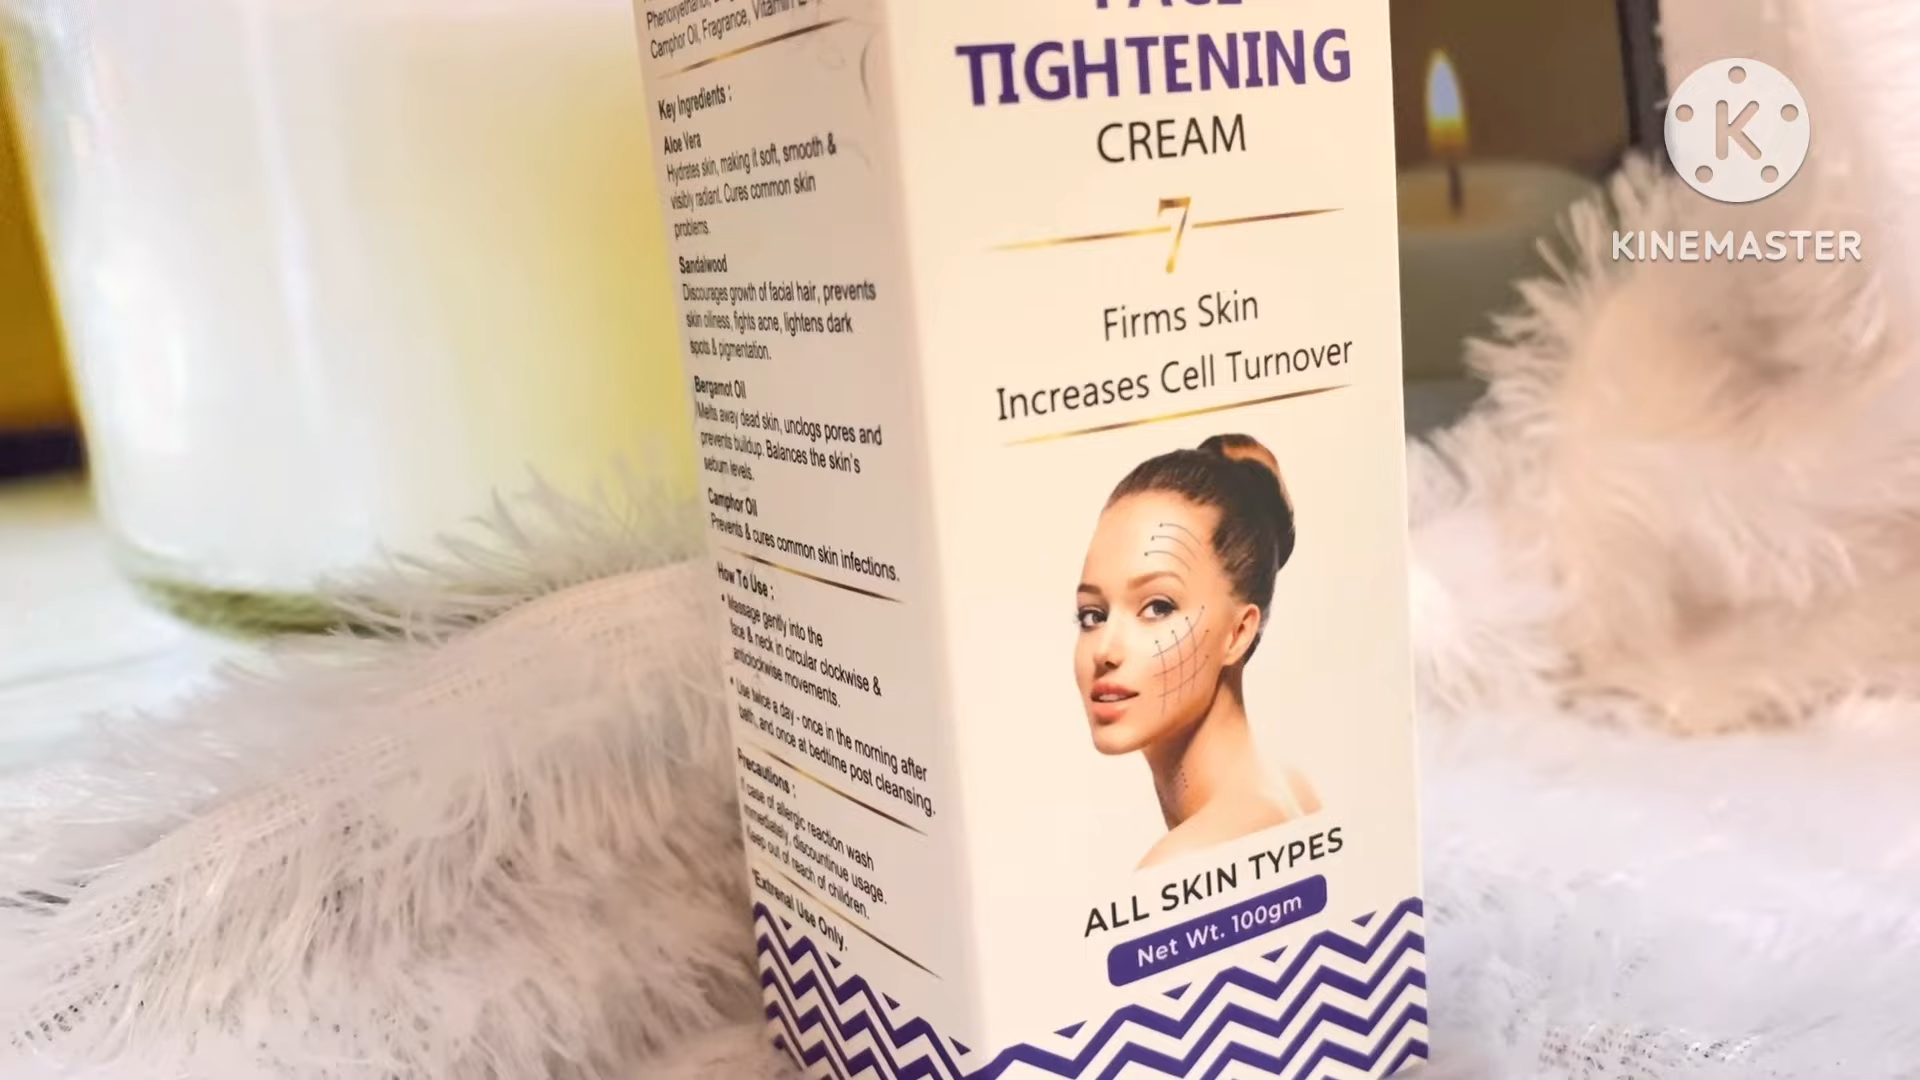 Phenoxyethanol,
Camphor Oil, Fragrance, Vitamin E
Key Ingredients :
Aloe Vera
Hydrates skin, making it soft, smooth &
visibly radiant. Cures common skin
problems.
Sandalwood
Discourages growth of facial hair, prevents
skin oiliness, fights acne, lightens dark
spots & pigmentation.
Bergamot Oil
Melts away dead skin, unclogs pores and
prevents buildup. Balances the skin's
sebum levels.
Camphor Oil
Prevents & cures common skin infections.
How To Use :
• Massage gently into the
face & neck in circular clockwise &
anticlockwise movements.
• Use twice a day - once in the morning after
bath, and once at bedtime post cleansing.
Precautions :
If case of allergic reaction wash
immediately, discountinue usage.
Keep out of reach of children.
*Extrenal Use Only.
FACE
TIGHTENING
CREAM
7
Firms Skin
Increases Cell Turnover
ALL SKIN TYPES
Net Wt. 100gm
K
KINEMASTER